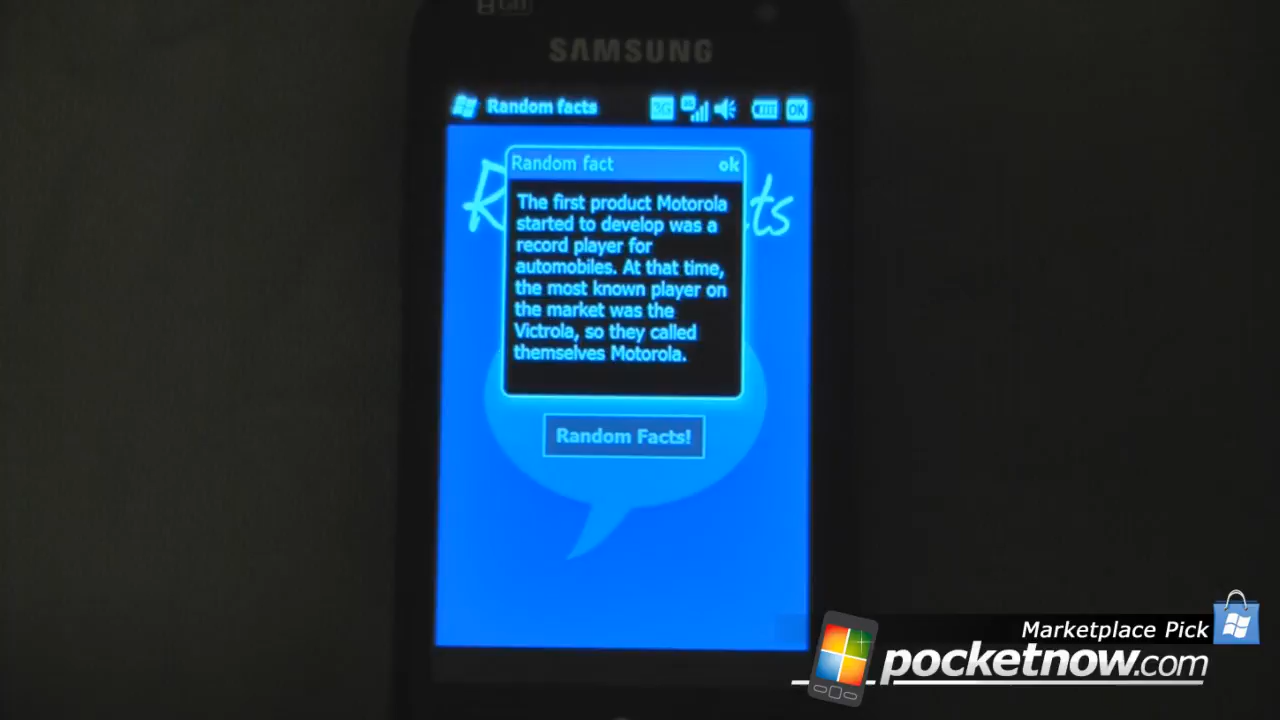 SAMSUNG
Random facts
3G
OK
Random fact
ok
The first product Motorola
started to develop was a
record player for
automobiles. At that time,
the most known player on
the market was the
Victrola, so they called
themselves Motorola.
Random Facts!
Marketplace Pick
pocketnow.com